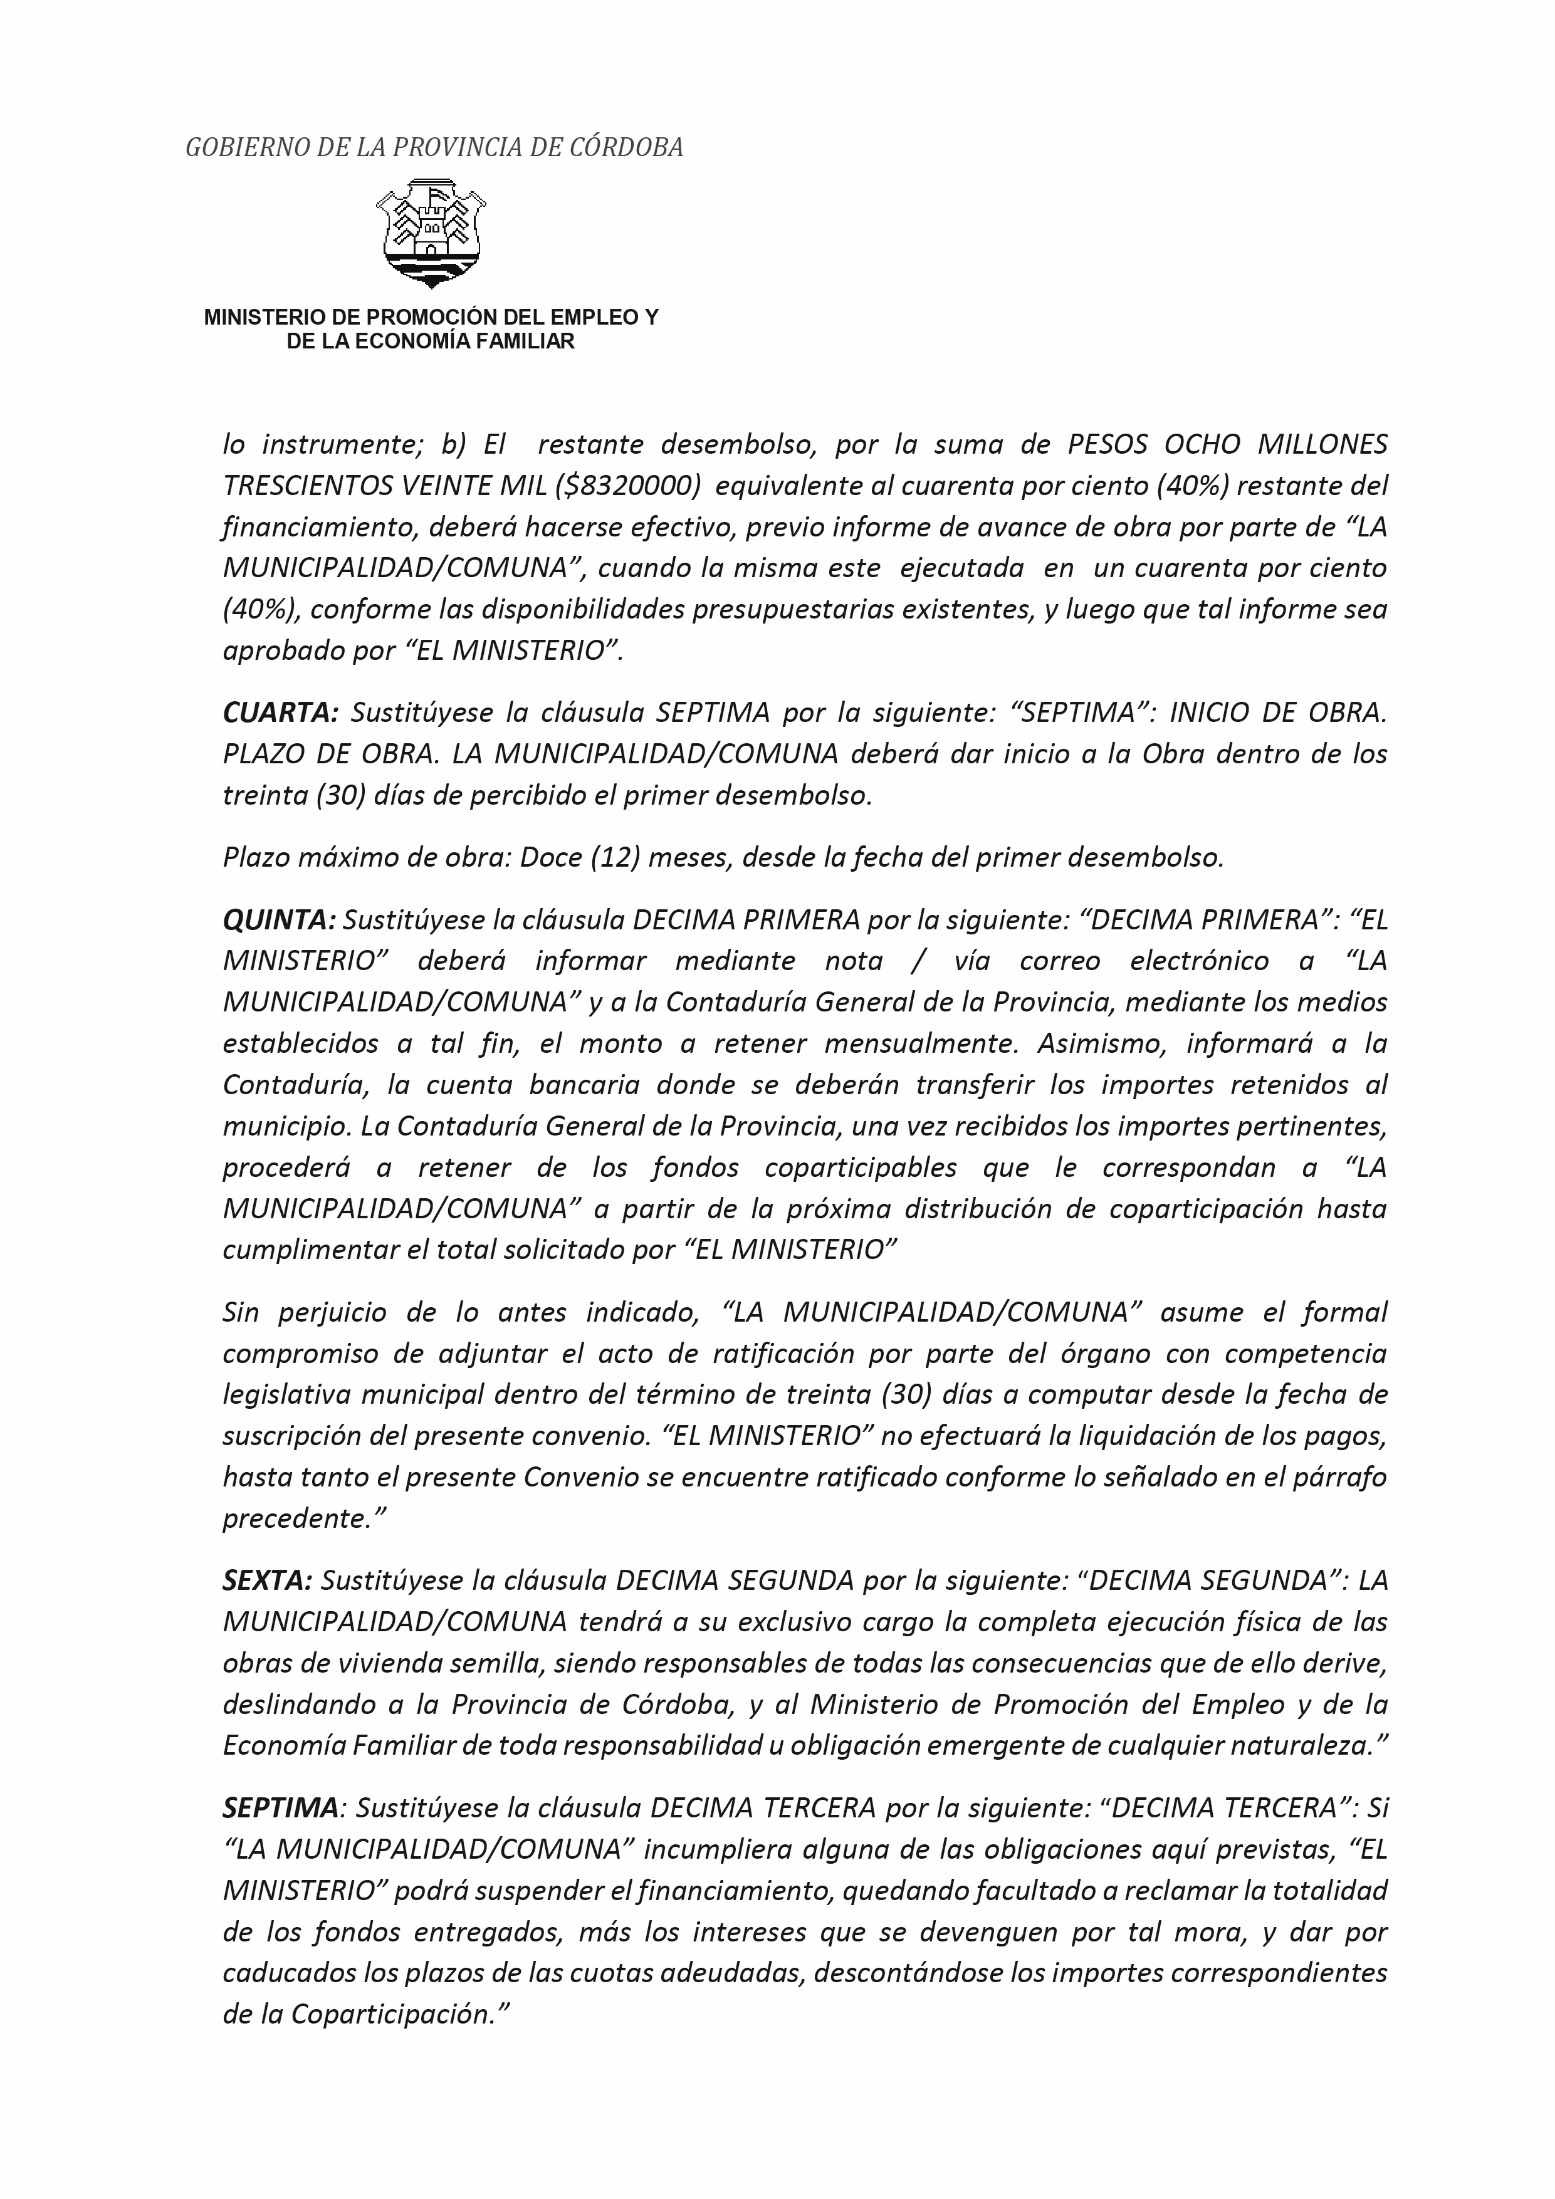 GOBIERNO DE LA PROVINCIA DE CÓRDOBA
MINISTERIO DE PROMOCIÓN DEL EMPLEO Y
DE LA ECONOMÍA FAMILIAR
lo instrumente; b) El restante desembolso, por la suma de PESOS OCHO MILLONES
TRESCIENTOS VEINTE MIL ($8320000) equivalente al cuarenta por ciento (40%) restante del
financiamiento, deberá hacerse efectivo, previo informe de avance de obra por parte de “LA
MUNICIPALIDAD/COMUNA”, cuando la misma este ejecutada en un cuarenta por ciento
(40%), conforme las disponibilidades presupuestarias existentes, y luego que tal informe sea
aprobado por “EL MINISTERIO”.
CUARTA: Sustitúyese la cláusula SEPTIMA por la siguiente: “SEPTIMA”: INICIO DE OBRA.
PLAZO DE OBRA. LA MUNICIPALIDAD/COMUNA deberá dar inicio a la Obra dentro de los
treinta (30) días de percibido el primer desembolso.
Plazo máximo de obra: Doce (12) meses, desde la fecha del primer desembolso.
QUINTA: Sustitúyese la cláusula DECIMA PRIMERA por la siguiente: “DECIMA PRIMERA”: “EL
MINISTERIO” deberá informar mediante nota / vía correo electrónico a “LA
MUNICIPALIDAD/COMUNA” y a la Contaduría General de la Provincia, mediante los medios
establecidos a tal fin, el monto a retener mensualmente. Asimismo, informará a la
Contaduría, la cuenta bancaria donde se deberán transferir los importes retenidos al
municipio. La Contaduría General de la Provincia, una vez recibidos los importes pertinentes,
procederá a retener de los fondos coparticipables que le correspondan a “LA
MUNICIPALIDAD/COMUNA” a partir de la próxima distribución de coparticipación hasta
cumplimentar el total solicitado por “EL MINISTERIO”
Sin perjuicio de lo antes indicado, “LA MUNICIPALIDAD/COMUNA” asume el formal
compromiso de adjuntar el acto de ratificación por parte del órgano con competencia
legislativa municipal dentro del término de treinta (30) días a computar desde la fecha de
suscripción del presente convenio. “EL MINISTERIO” no efectuará la liquidación de los pagos,
hasta tanto el presente Convenio se encuentre ratificado conforme lo señalado en el párrafo
precedente.”
SEXTA: Sustitúyese la cláusula DECIMA SEGUNDA por la siguiente: “DECIMA SEGUNDA”: LA
MUNICIPALIDAD/COMUNA tendrá a su exclusivo cargo la completa ejecución física de las
obras de vivienda semilla, siendo responsables de todas las consecuencias que de ello derive,
deslindando a la Provincia de Córdoba, y al Ministerio de Promoción del Empleo y de la
Economía Familiar de toda responsabilidad u obligación emergente de cualquier naturaleza.”
SEPTIMA: Sustitúyese la cláusula DECIMA TERCERA por la siguiente: “DECIMA TERCERA”: Si
“LA MUNICIPALIDAD/COMUNA” incumpliera alguna de las obligaciones aquí previstas, “EL
MINISTERIO” podrá suspender el financiamiento, quedando facultado a reclamar la totalidad
de los fondos entregados, más los intereses que se devenguen por tal mora, y dar por
caducados los plazos de las cuotas adeudadas, descontándose los importes correspondientes
de la Coparticipación.”